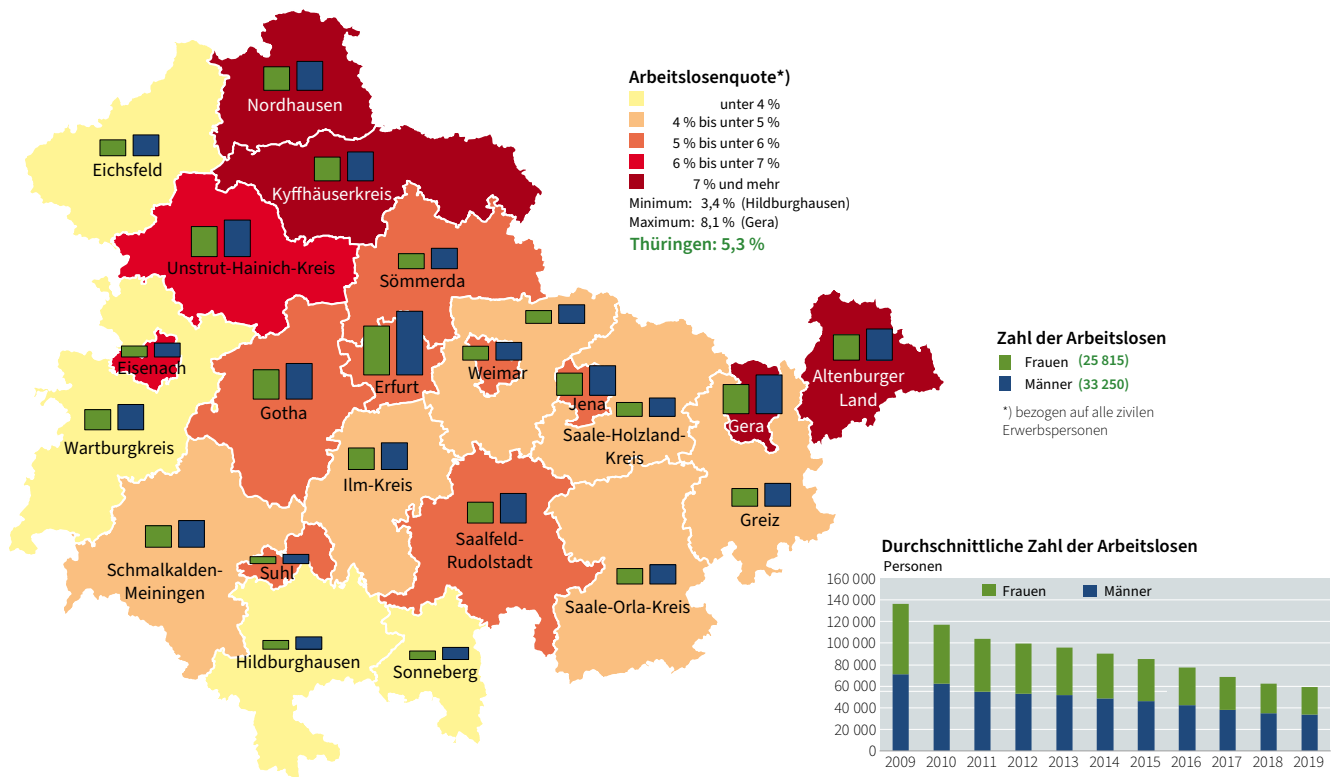 Nordhausen
Eichsfeld
Kyffhäuserkreis
Unstrut-Hainich-Kreis
Sömmerda
Eisenach
Gotha
Erfurt
Weimar
Jena
Saale-Holzland-
Kreis
Gera
Altenburger
Land
Wartburgkreis
Ilm-Kreis
Greiz
Schmalkalden-
Meiningen
Suhl
Saalfeld-
Rudolstadt
Saale-Orla-Kreis
Hildburghausen
Sonneberg
Arbeitslosenquote*)
unter 4 %
4 % bis unter 5 %
5 % bis unter 6 %
6 % bis unter 7 %
7 % und mehr
Minimum: 3,4 % (Hildburghausen)
Maximum: 8,1 % (Gera)
Thüringen: 5,3 %
Zahl der Arbeitslosen
Frauen (25 815)
Männer (33 250)
*) bezogen auf alle zivilen
Erwerbspersonen
Durchschnittliche Zahl der Arbeitslosen
Personen
Frauen Männer
160 000
140 000
120 000
100 000
80 000
60 000
40 000
20 000
0
2009 2010 2011 2012 2013 2014 2015 2016 2017 2018 2019